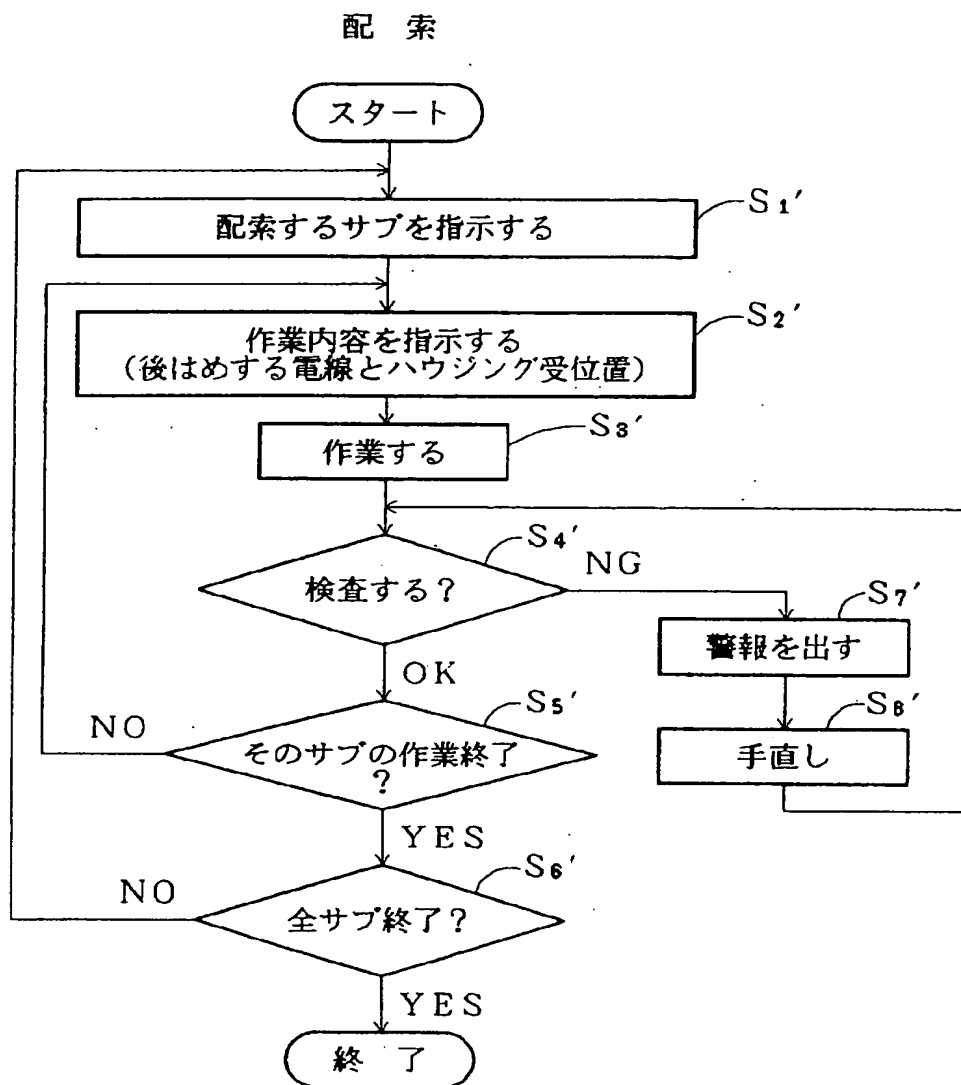 配 索
スタート
S1'
配索するサブを指示する
S2'
作業内容を指示する
(後はめする電線とハウジング受位置)
S3'
作業する
S4'
検査する？
NG
S7'
警報を出す
OK
S8'
手直し
S5'
NO
そのサブの作業終了
？
YES
S6'
NO
全サブ終了？
YES
終 了